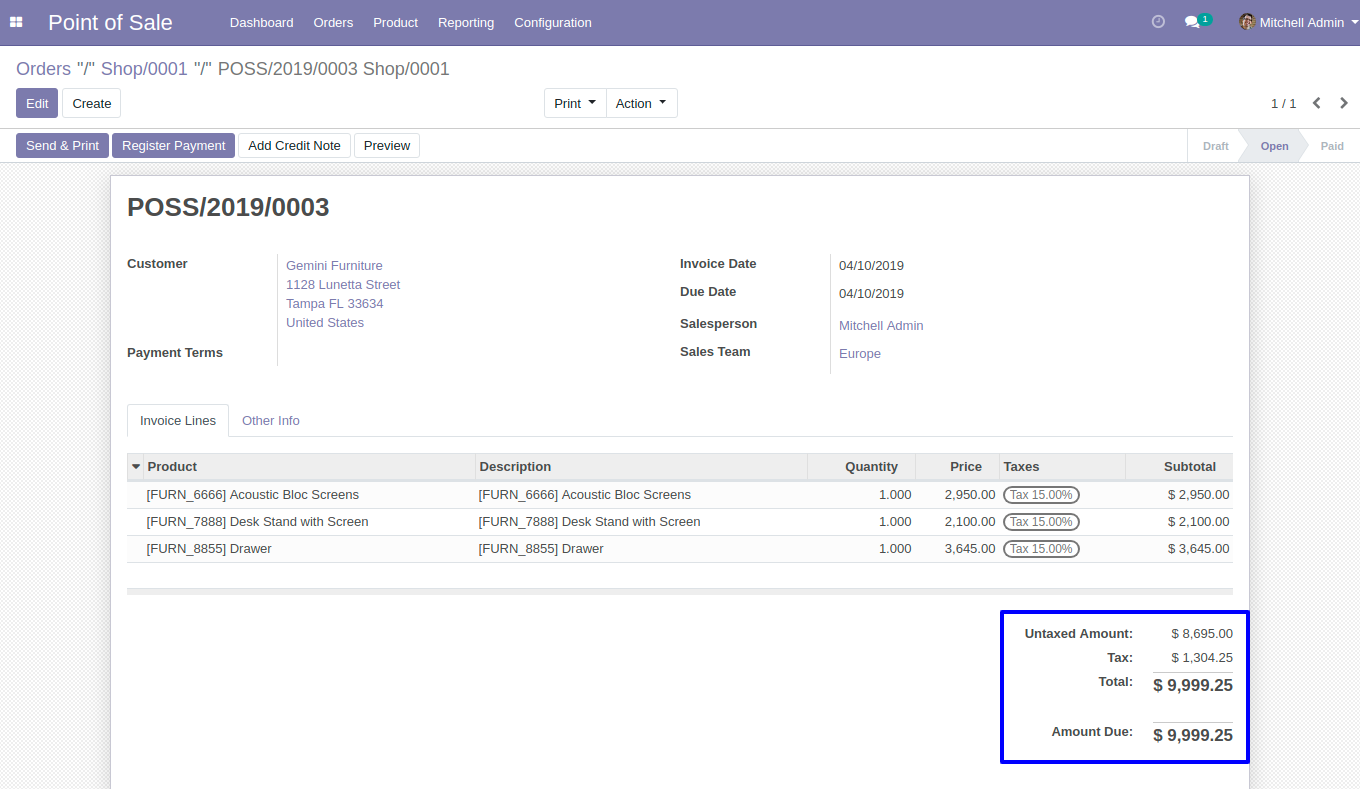 Point of Sale Dashboard Orders Product Reporting Configuration 1 Mitchell Admin
Orders "/" Shop/0001 "/" POSS/2019/0003 Shop/0001
Edit Create Print Action 1 / 1
Send & Print Register Payment Add Credit Note Preview Draft Open Paid
POSS/2019/0003
Customer Gemini Furniture Invoice Date 04/10/2019
1128 Lunetta Street Due Date 04/10/2019
Tampa FL 33634
United States Salesperson Mitchell Admin
Payment Terms Sales Team Europe
Invoice Lines Other Info
Product Description Quantity Price Taxes Subtotal
[FURN_6666] Acoustic Bloc Screens [FURN_6666] Acoustic Bloc Screens 1.000 2,950.00 Tax 15.00% $ 2,950.00
[FURN_7888] Desk Stand with Screen [FURN_7888] Desk Stand with Screen 1.000 2,100.00 Tax 15.00% $ 2,100.00
[FURN_8855] Drawer [FURN_8855] Drawer 1.000 3,645.00 Tax 15.00% $ 3,645.00
Untaxed Amount: $ 8,695.00
Tax: $ 1,304.25
Total: $ 9,999.25
Amount Due: $ 9,999.25